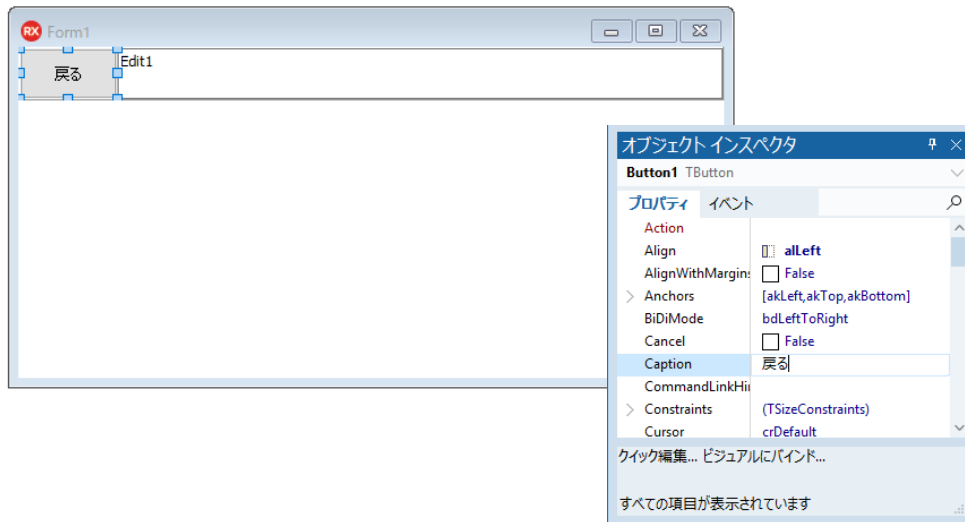 RX Form1
戻る
Edit1
オブジェクト インスペクタ
Button1 TButton
プロパティ イベント
Action
Align alLeft
AlignWithMargin: False
Anchors [akLeft,akTop,akBottom]
BiDiMode bdLeftToRight
Cancel False
Caption 戻る
CommandLinkHi
Constraints (TSizeConstraints)
Cursor crDefault
クイック編集... ビジュアルにバインド...
すべての項目が表示されています